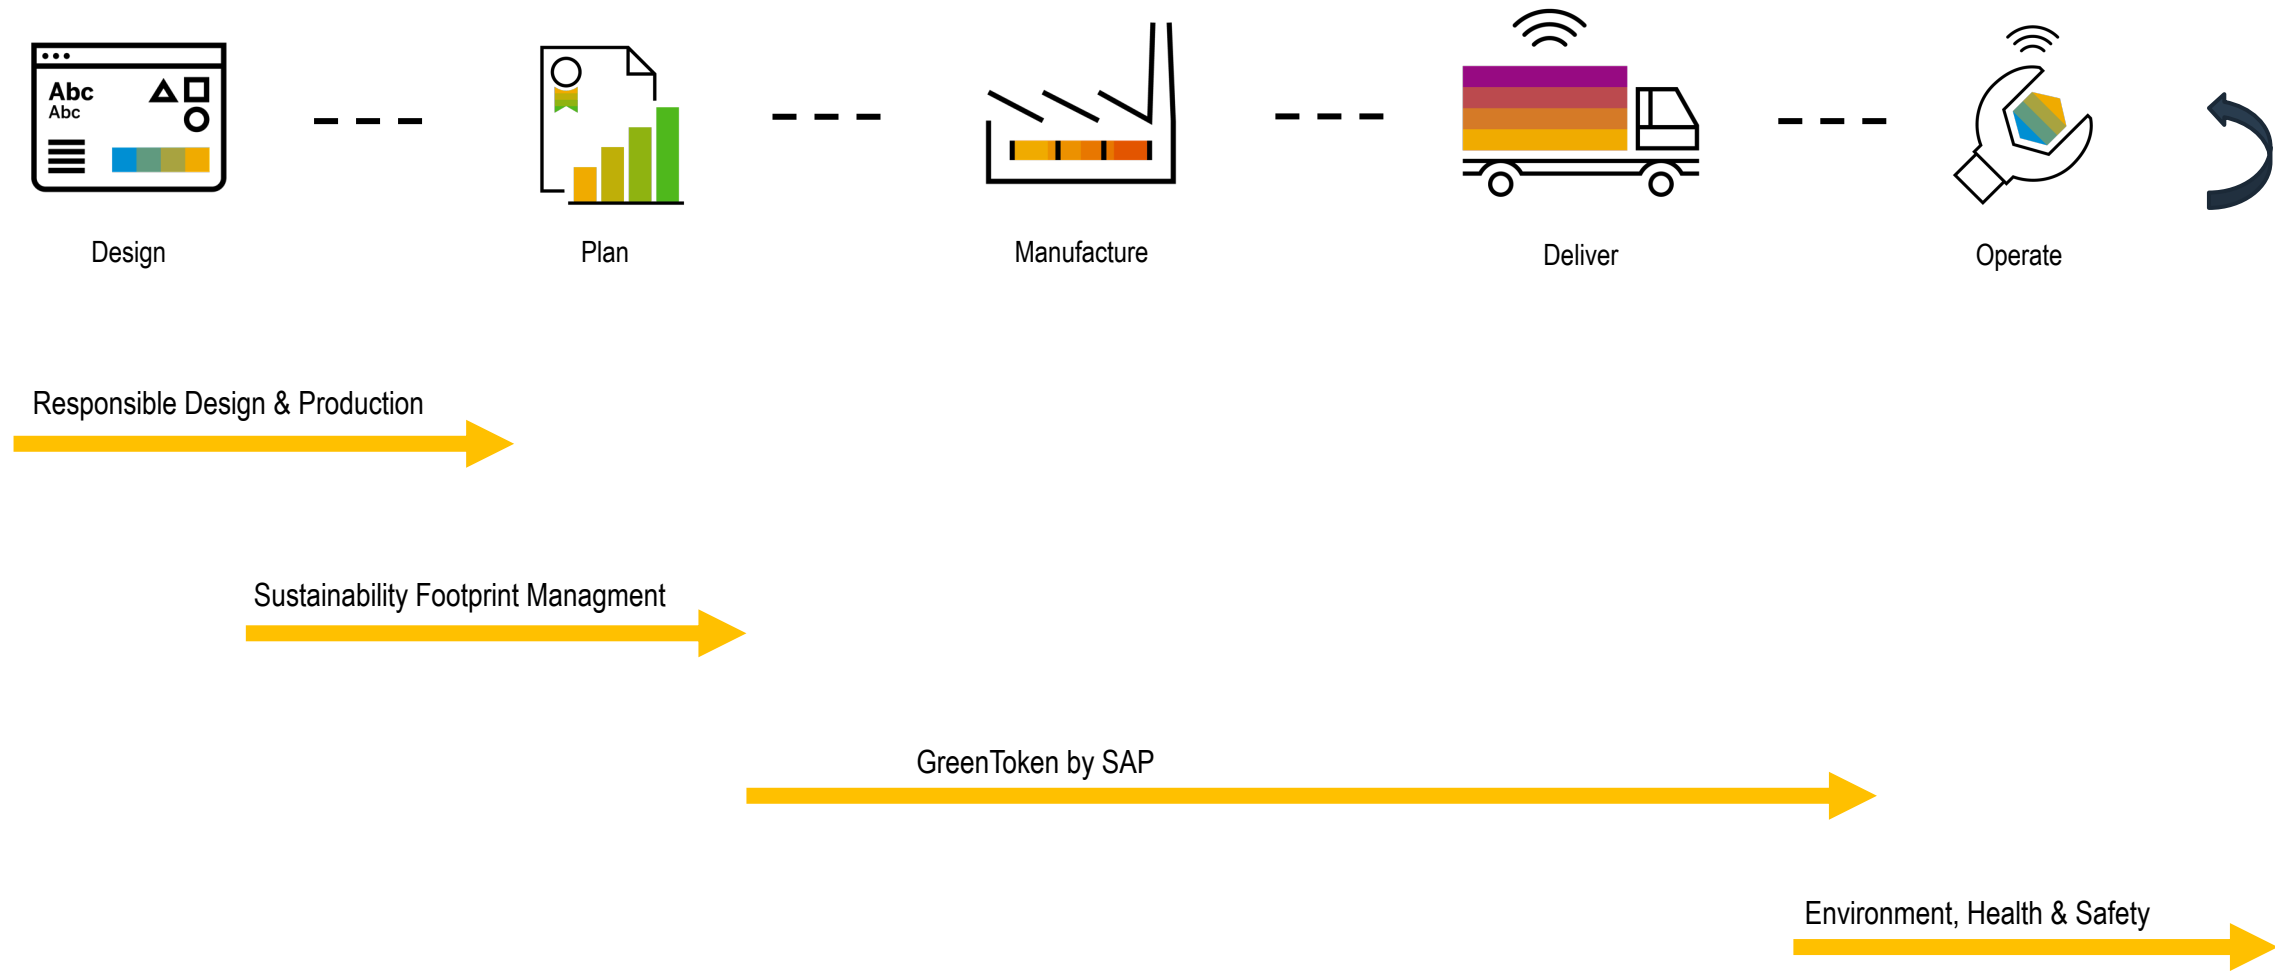 Abc
Abc
Design
Plan
Manufacture
Deliver
Operate
Responsible Design & Production
Sustainability Footprint Managment
GreenToken by SAP
Environment, Health & Safety